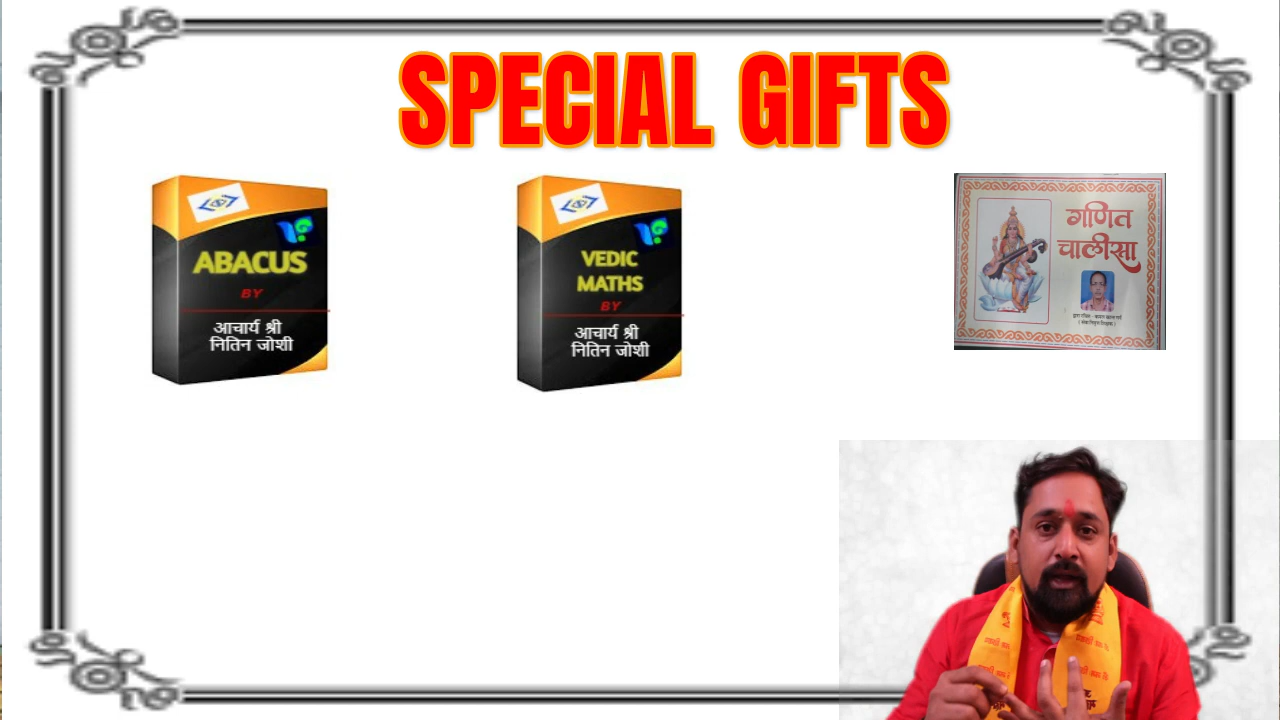 SPECIAL GIFTS
ABACUS
BY
आचार्य श्री
नितिन जोशी
VEDIC
MATHS
BY
आचार्य श्री
नितिन जोशी
गणित
चालीसा